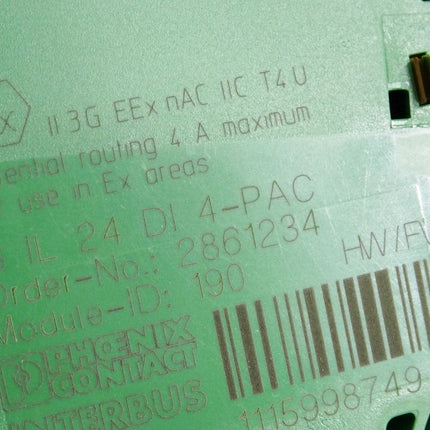 II 3G EEx nAC IIC T4 U
ential routing 4 A maximum
use in Ex areas
IL 24 DI 4-PAC
Order-No.: 2861234
Module-ID: 190
HW/F
PHOENIX
CONTACT
INTERBUS
1115998749